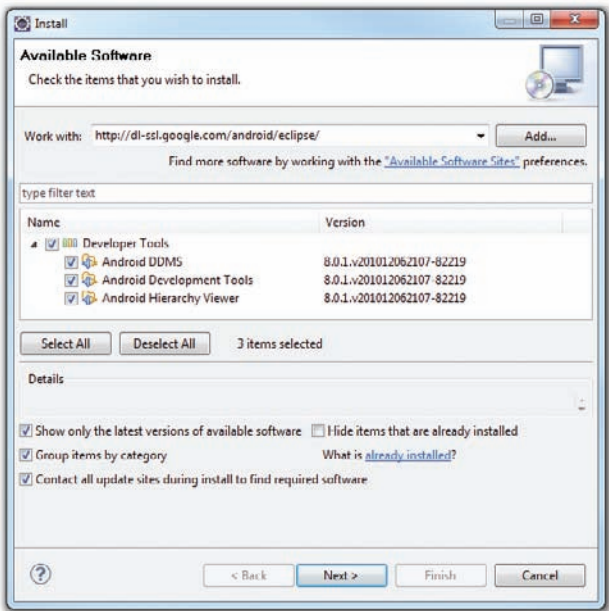 Install
Available Software
Check the items that you wish to install.
Work with: http://dl-ssl.google.com/android/eclipse/ Add...
Find more software by working with the "Available Software Sites" preferences.
type filter text
Name Version
Developer Tools
Android DDMS 8.0.1.v201012062107-82219
Android Development Tools 8.0.1.v201012062107-82219
Android Hierarchy Viewer 8.0.1.v201012062107-82219
Select All Deselect All 3 items selected
Details
Show only the latest versions of available software Hide items that are already installed
Group items by category What is already installed?
Contact all update sites during install to find required software
? < Back Next > Finish Cancel